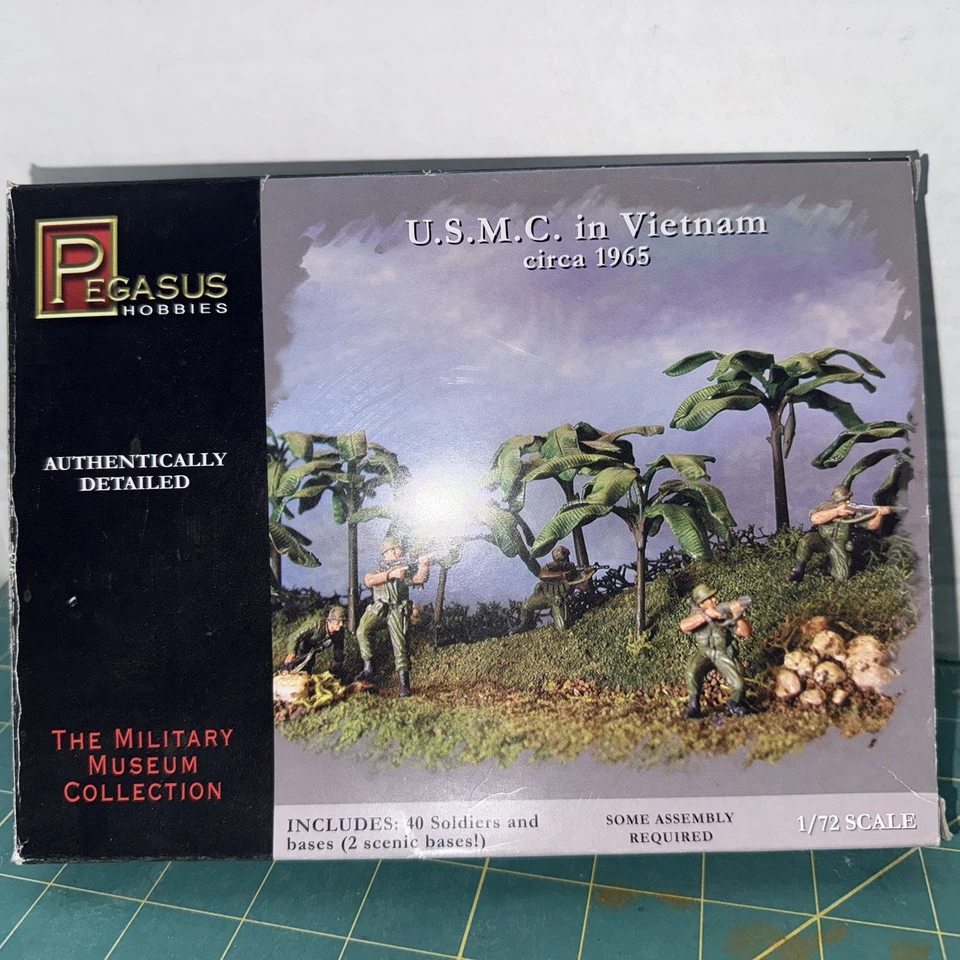 PEGASUS
HOBBIES
AUTHENTICALLY
DETAILED
THE MILITARY
MUSEUM
COLLECTION
U.S.M.C. in Vietnam
circa 1965
INCLUDES: 40 Soldiers and
bases (2 scenic bases!)
SOME ASSEMBLY
REQUIRED
1/72 SCALE